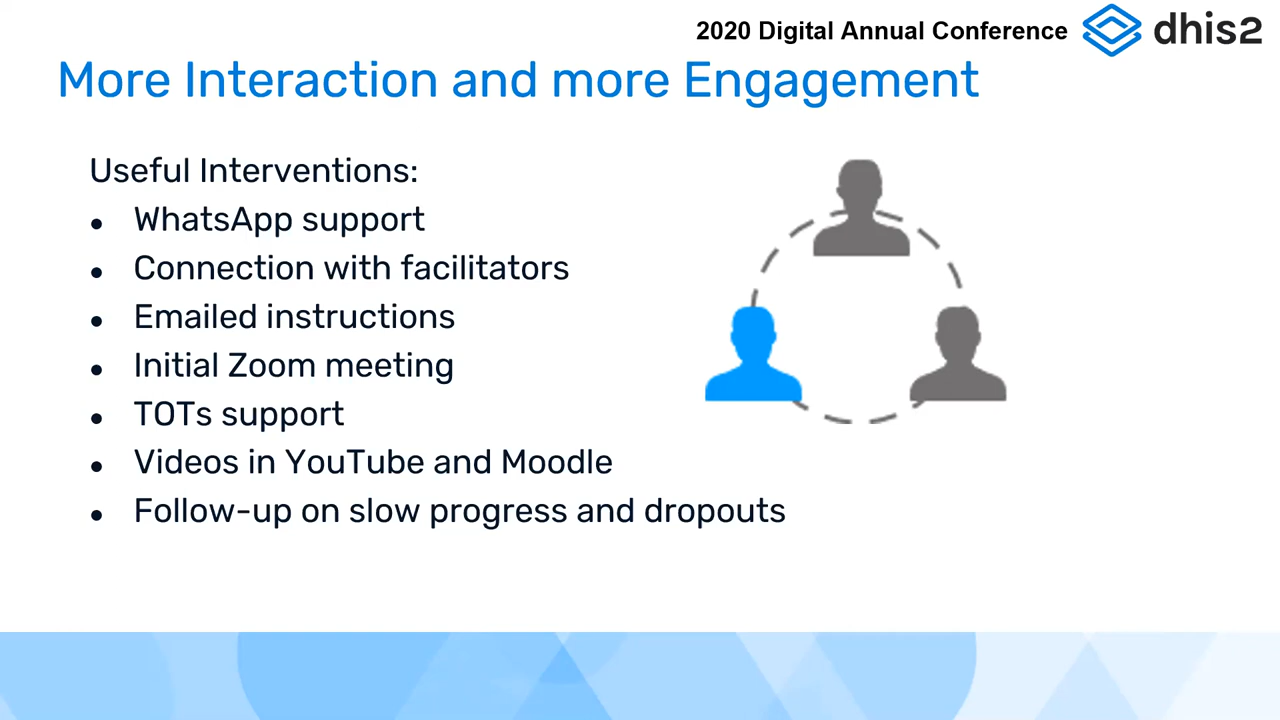 2020 Digital Annual Conference dhis2
More Interaction and more Engagement
Useful Interventions:
● WhatsApp support
● Connection with facilitators
● Emailed instructions
● Initial Zoom meeting
● TOTs support
● Videos in YouTube and Moodle
● Follow-up on slow progress and dropouts